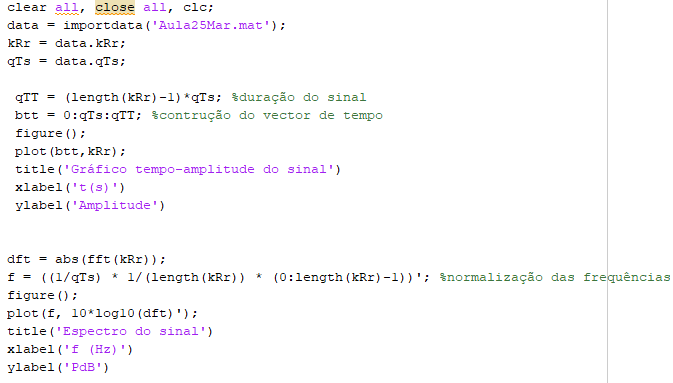 clear all, close all, clc;
data = importdata('Aula25Mar.mat');
kRr = data.kRr;
qTs = data.qTs;
qTT = (length(kRr)-1)*qTs; %duração do sinal
btt = 0:qTs:qTT; %contrução do vector de tempo
figure();
plot(btt,kRr);
title('Gráfico tempo-amplitude do sinal')
xlabel('t(s)')
ylabel('Amplitude')
dft = abs(fft(kRr));
f = ((1/qTs) * 1/(length(kRr)) * (0:length(kRr)-1))'; %normalização das frequências
figure();
plot(f, 10*log10(dft)');
title('Espectro do sinal')
xlabel('f (Hz)')
ylabel('PdB')